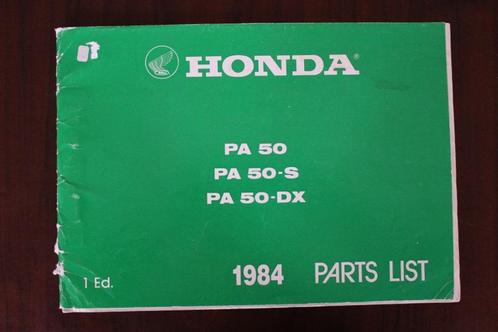 HONDA
PA 50
PA 50-S
PA 50-DX
1 Ed. 1984 PARTS LIST